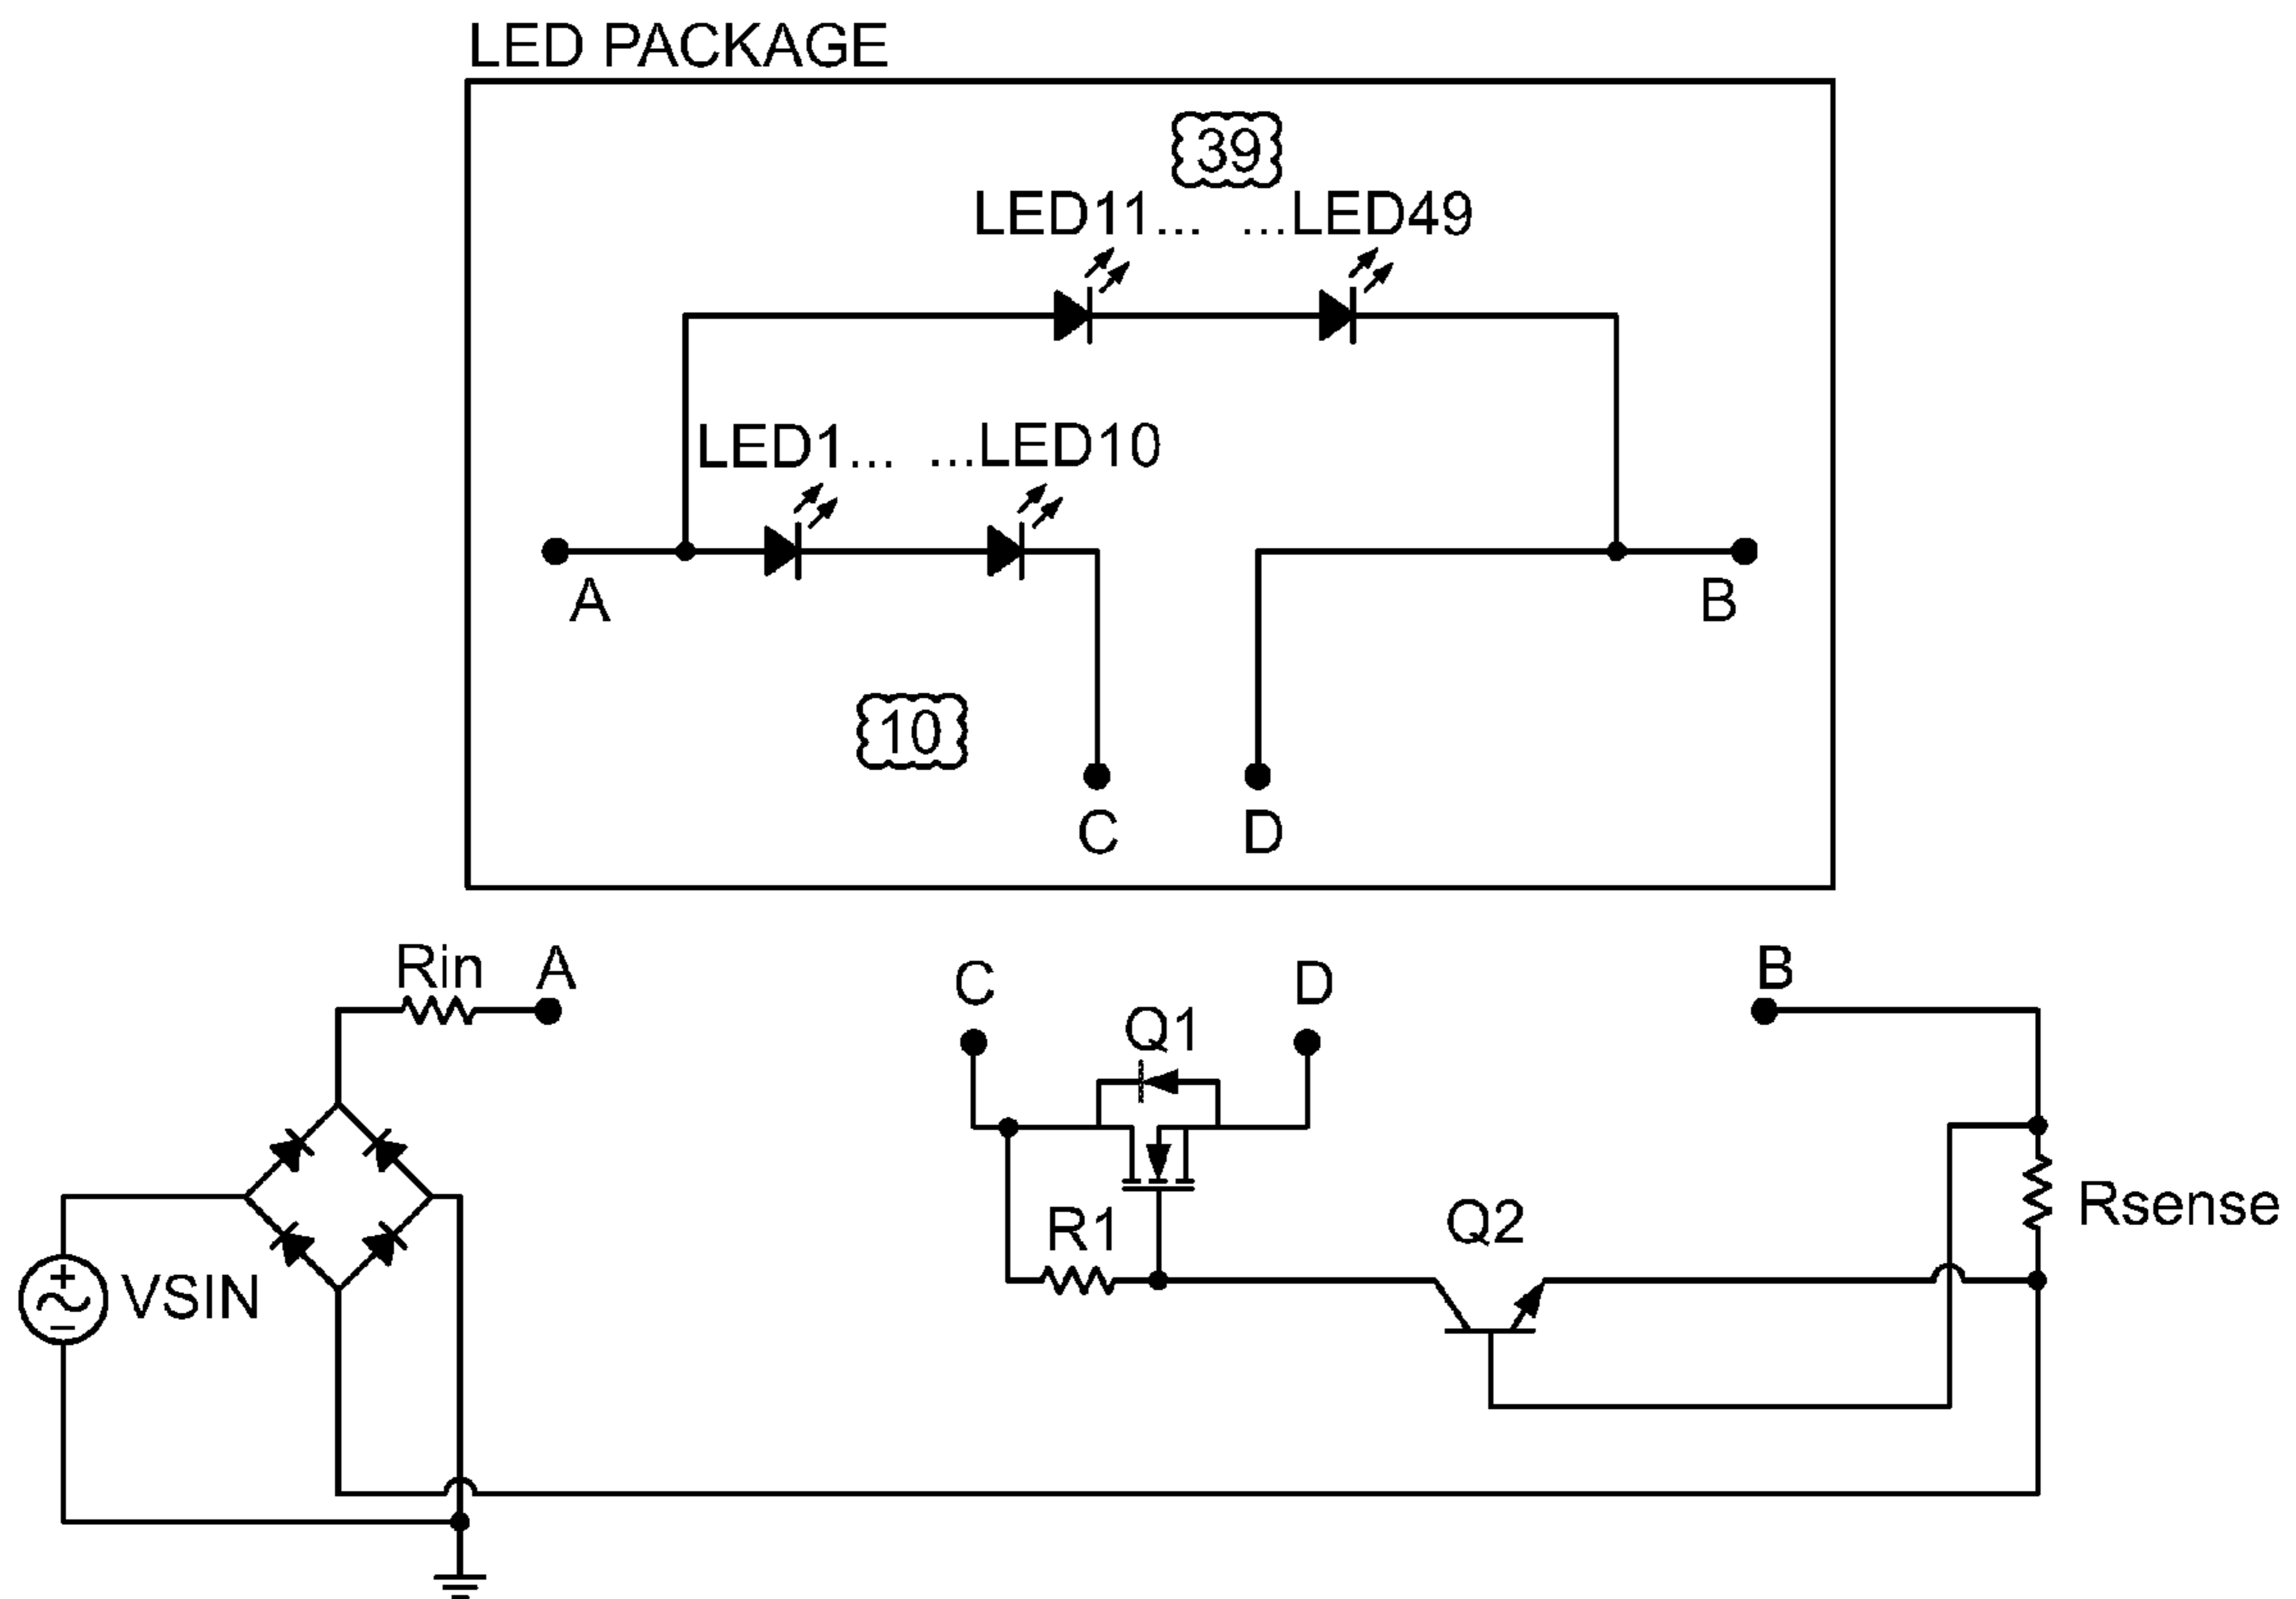 LED PACKAGE
39
LED11... ...LED49
LED1... ...LED10
A
B
10
C
D
Rin
A
C
D
B
Q1
R1
Q2
Rsense
+
VSIN
−